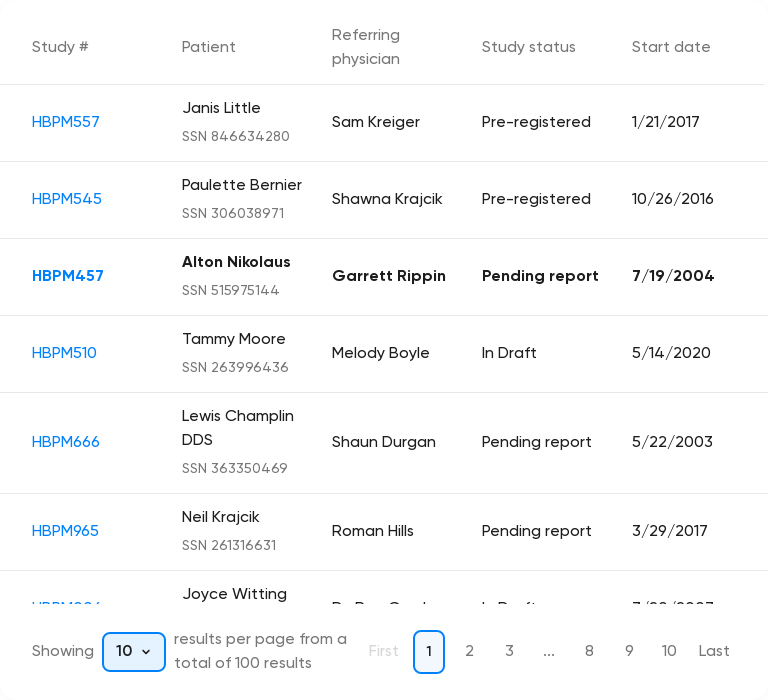 Study #
Patient
Referring
physician
Study status
Start date
HBPM557
Janis Little
SSN 846634280
Sam Kreiger
Pre-registered
1/21/2017
HBPM545
Paulette Bernier
SSN 306038971
Shawna Krajcik
Pre-registered
10/26/2016
HBPM457
Alton Nikolaus
SSN 515975144
Garrett Rippin
Pending report
7/19/2004
HBPM510
Tammy Moore
SSN 263996436
Melody Boyle
In Draft
5/14/2020
HBPM666
Lewis Champlin
DDS
SSN 363350469
Shaun Durgan
Pending report
5/22/2003
HBPM965
Neil Krajcik
SSN 261316631
Roman Hills
Pending report
3/29/2017
Joyce Witting
In Draft
Showing 10 results per page from a
total of 100 results
First 1 2 3 ... 8 9 10 Last